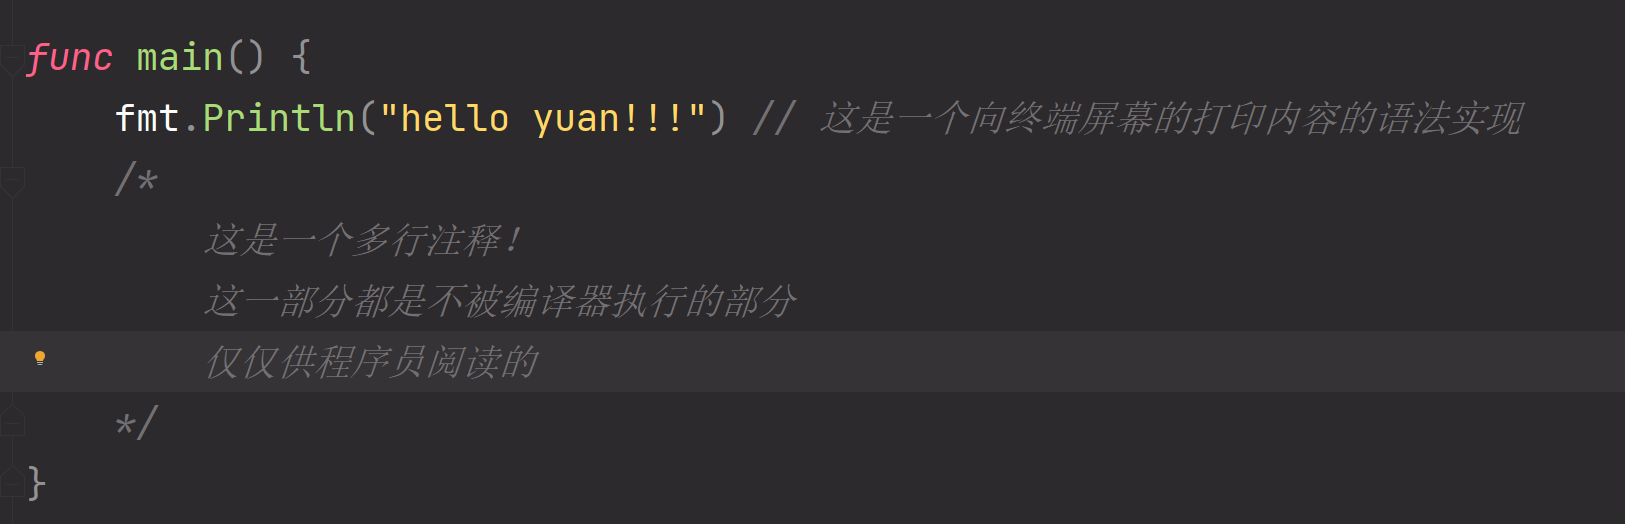 func main() {
    fmt.Println("hello yuan!!!") // 这是一个向终端屏幕的打印内容的语法实现
    /*
        这是一个多行注释！
        这一部分都是不被编译器执行的部分
        仅仅供程序员阅读的
    */
}